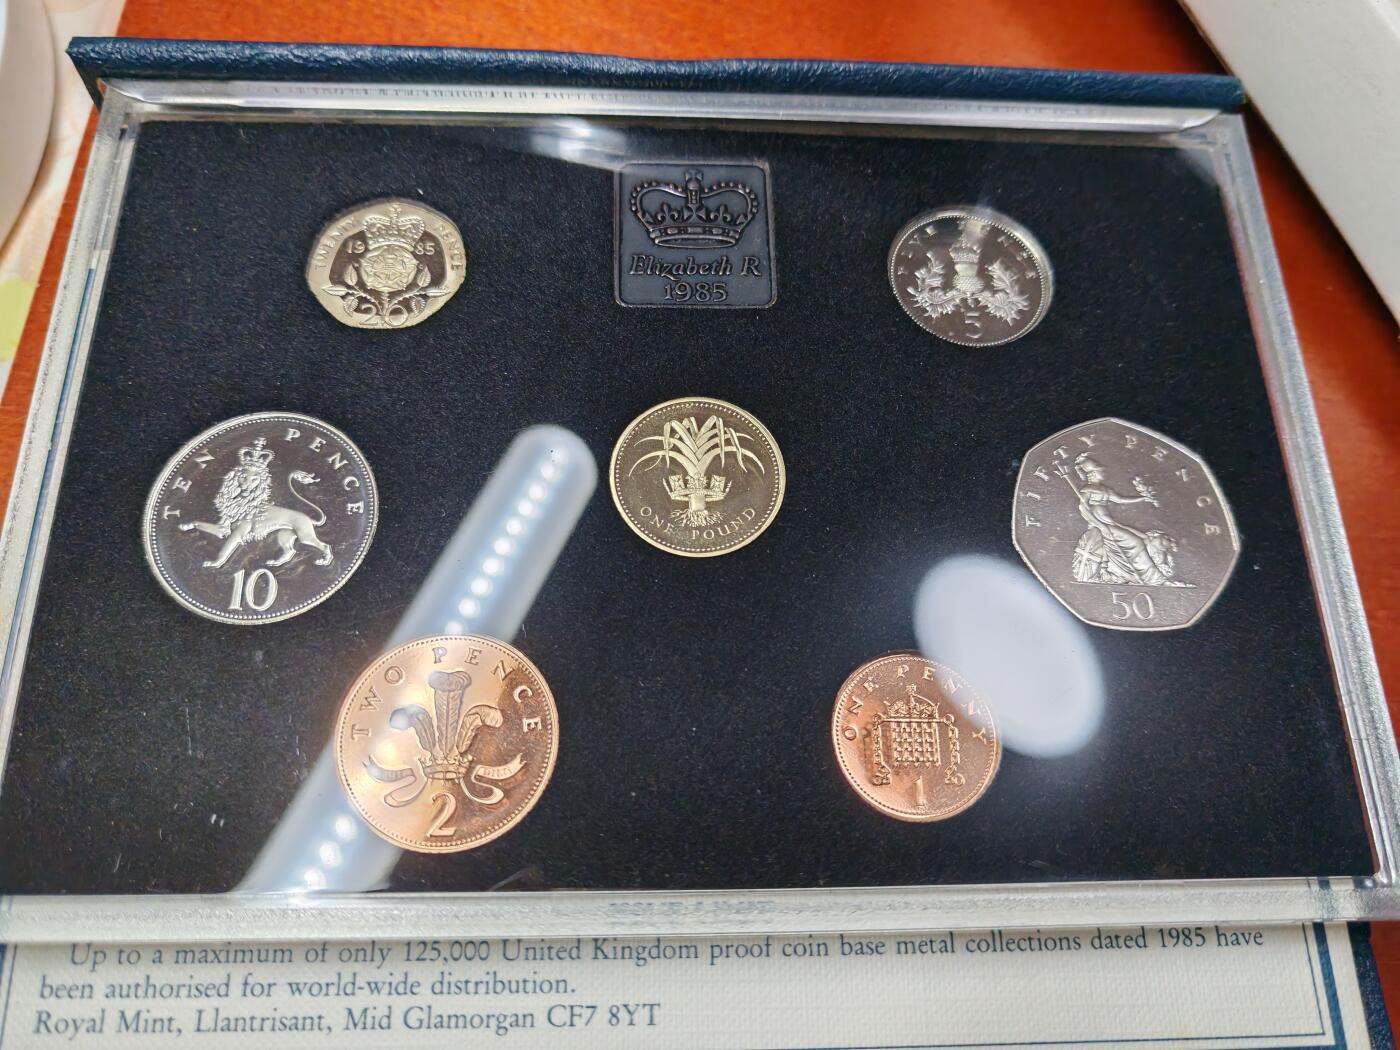 TWENTY PENCE
19 85
20
Elizabeth R
1985
FIVE PENCE
5
TEN PENCE
10
ONE POUND
FIFTY PENCE
50
TWO PENCE
2
ONE PENNY
1
Up to a maximum of only 125,000 United Kingdom proof coin base metal collections dated 1985 have
been authorised for world-wide distribution.
Royal Mint, Llantrisant, Mid Glamorgan CF7 8YT